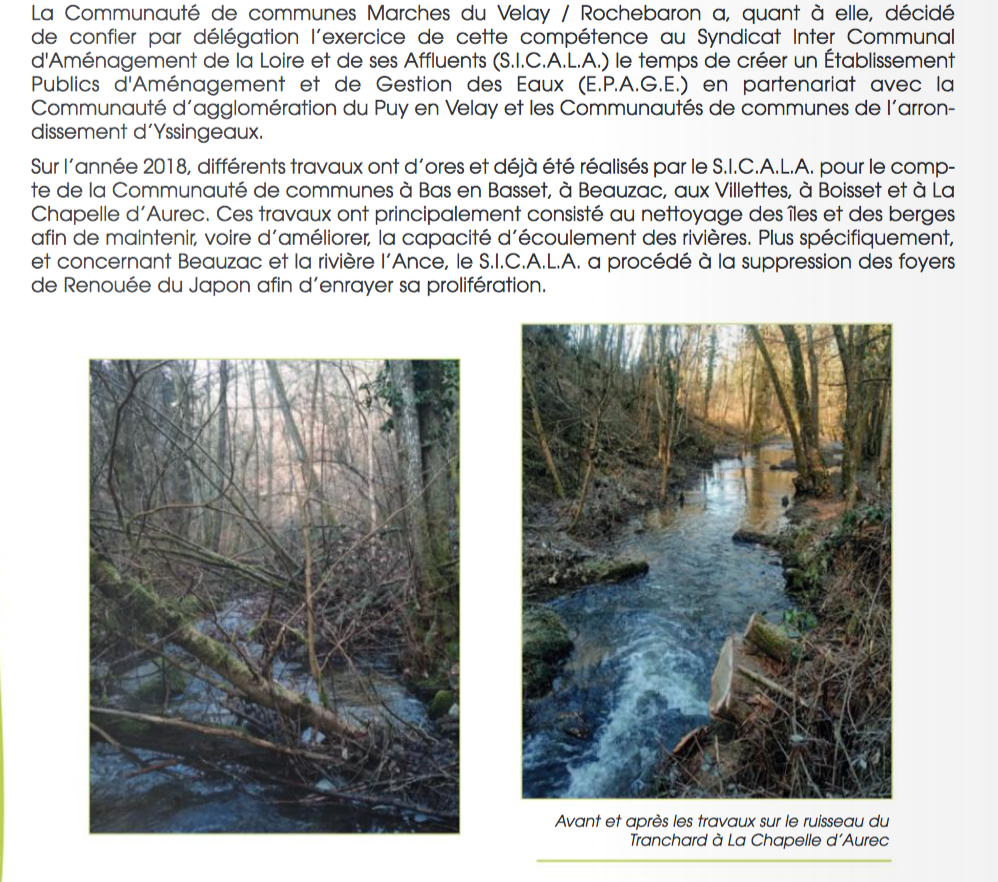 La Communauté de communes Marches du Velay / Rochebaron a, quant à elle, décidé
de confier par délégation l'exercice de cette compétence au Syndicat Inter Communal
d'Aménagement de la Loire et de ses Affluents (S.I.C.A.L.A.) le temps de créer un Établissement
Publics d'Aménagement et de Gestion des Eaux (E.P.A.G.E.) en partenariat avec la
Communauté d'agglomération du Puy en Velay et les Communautés de communes de l'arron-
dissement d'Yssingeaux.
Sur l'année 2018, différents travaux ont d'ores et déjà été réalisés par le S.I.C.A.L.A. pour le comp-
te de la Communauté de communes à Bas en Basset, à Beauzac, aux Villettes, à Boisset et à La
Chapelle d'Aurec. Ces travaux ont principalement consisté au nettoyage des îles et des berges
afin de maintenir, voire d'améliorer, la capacité d'écoulement des rivières. Plus spécifiquement,
et concernant Beauzac et la rivière l'Ance, le S.I.C.A.L.A. a procédé à la suppression des foyers
de Renouée du Japon afin d'enrayer sa prolifération.
Avant et après les travaux sur le ruisseau du
Tranchard à La Chapelle d'Aurec